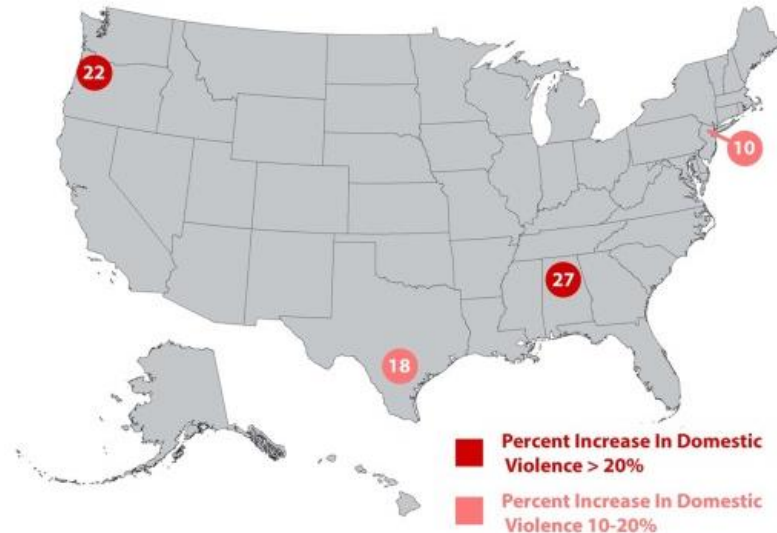 22
10
27
18
Percent Increase In Domestic
Violence > 20%
Percent Increase In Domestic
Violence 10-20%